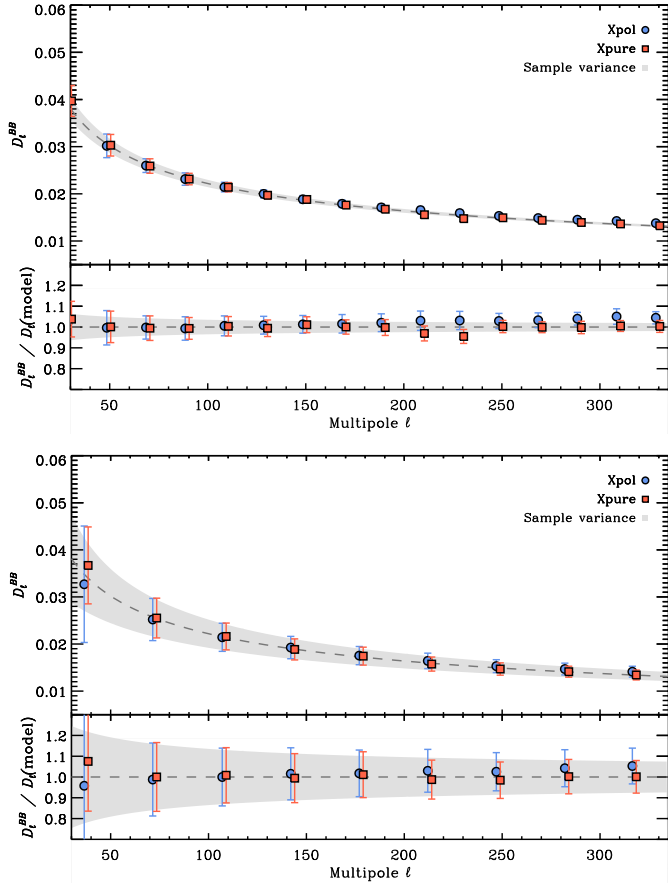 0.06
0.05
0.04
0.03
0.02
0.01
D_ℓ^BB
Xpol
Xpure
Sample variance
1.2
1.1
1.0
0.9
0.8
D_ℓ^BB / D_ℓ(model)
50 100 150 200 250 300
Multipole ℓ
0.06
0.05
0.04
0.03
0.02
0.01
D_ℓ^BB
Xpol
Xpure
Sample variance
1.2
1.1
1.0
0.9
0.8
D_ℓ^BB / D_ℓ(model)
50 100 150 200 250 300
Multipole ℓ